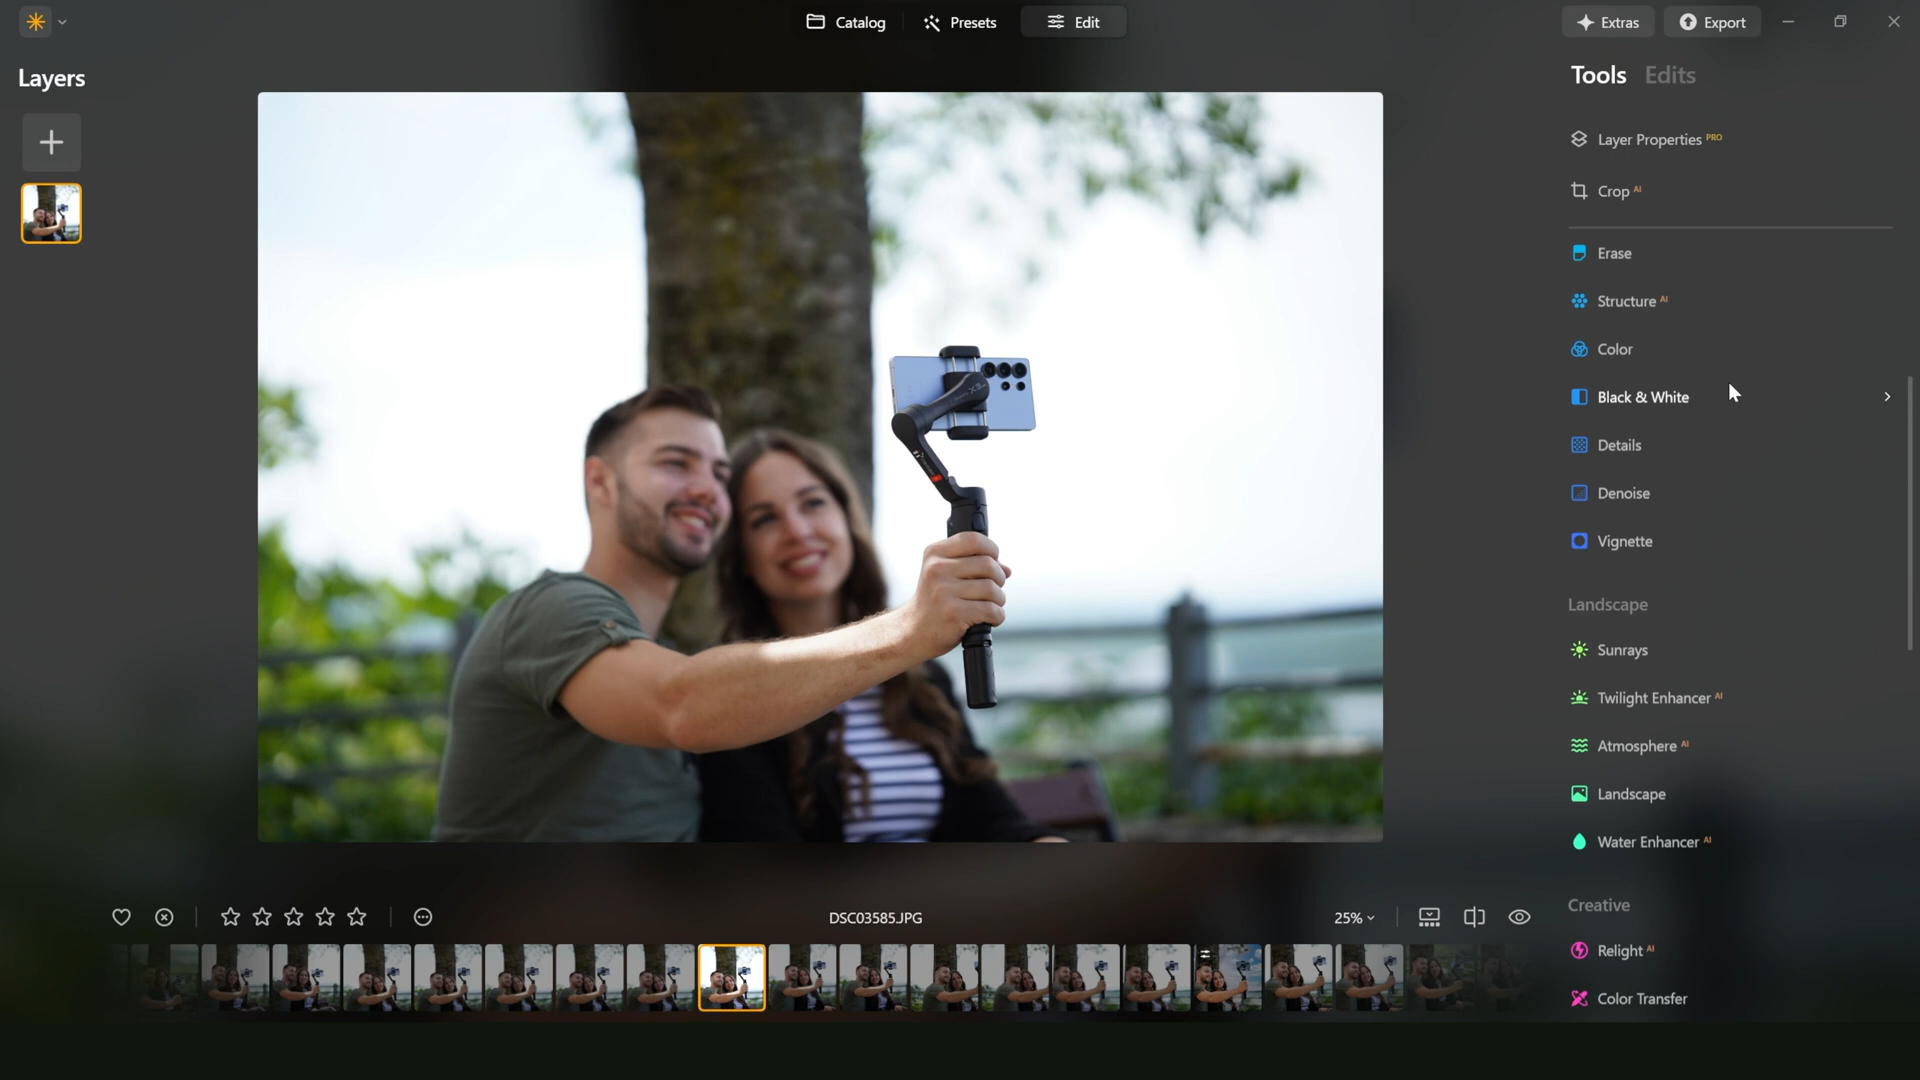 Catalog
Presets
Edit
Extras
Export
Layers
Tools Edits
Layer Properties PRO
Crop AI
Erase
Structure AI
Color
Black & White
Details
Denoise
Vignette
Landscape
Sunrays
Twilight Enhancer AI
Atmosphere AI
Landscape
Water Enhancer AI
Creative
Relight AI
Color Transfer
DSC03585.JPG
25%